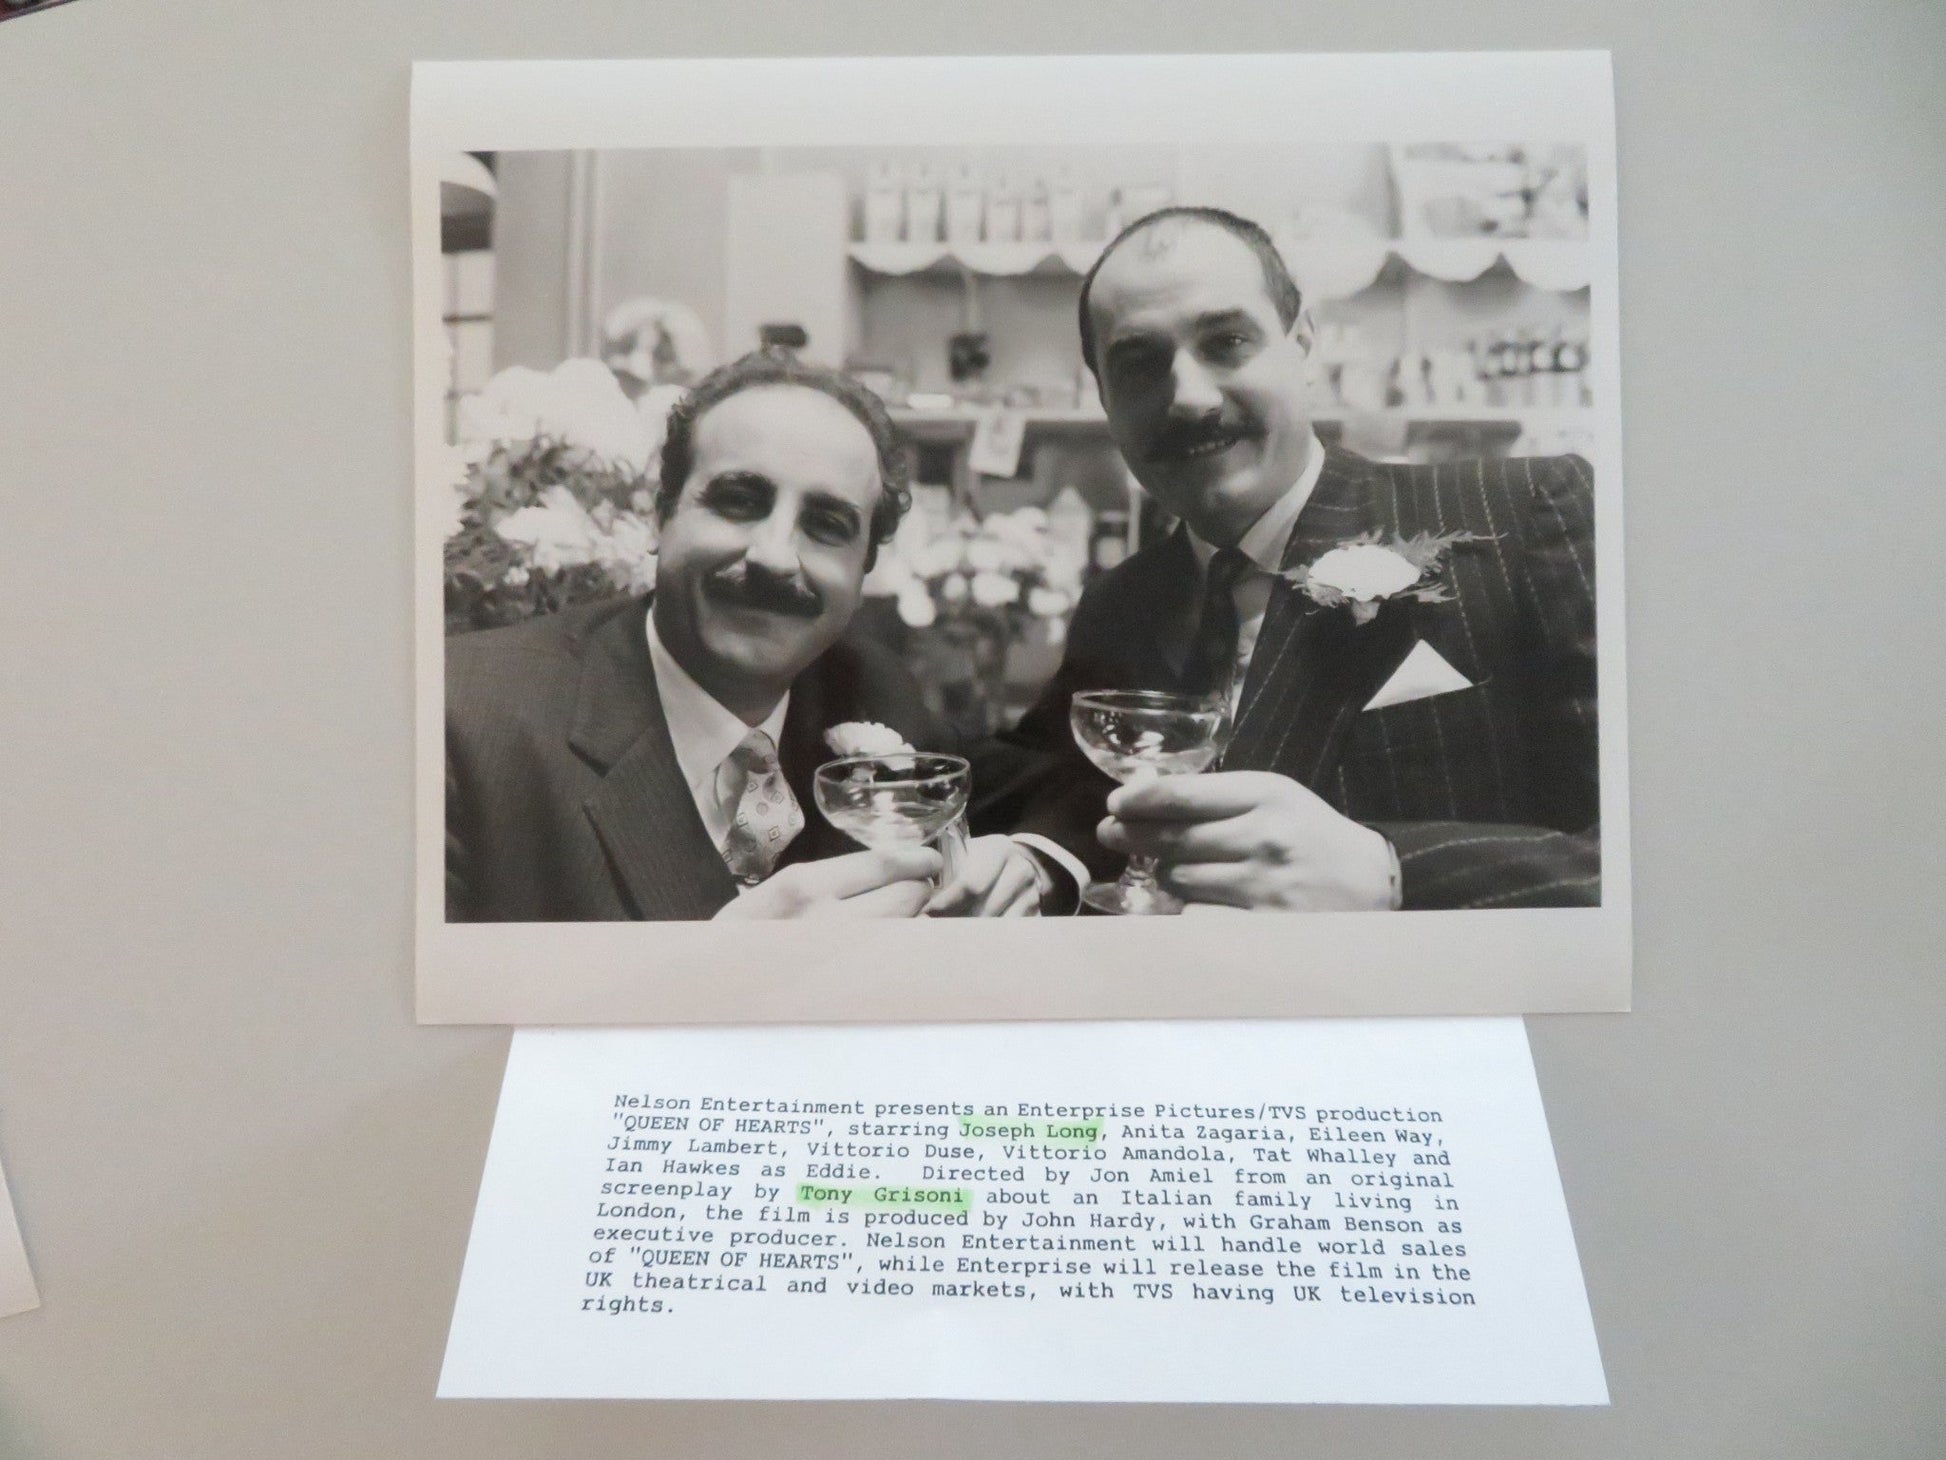 Nelson Entertainment presents an Enterprise Pictures/TVS production
"QUEEN OF HEARTS", starring Joseph Long, Anita Zagaria, Eileen Way,
Jimmy Lambert, Vittorio Duse, Vittorio Amandola, Tat Whalley and
Ian Hawkes as Eddie. Directed by Jon Amiel from an original
screenplay by Tony Grisoni about an Italian family living in
London, the film is produced by John Hardy, with Graham Benson as
executive producer. Nelson Entertainment will handle world sales
of "QUEEN OF HEARTS", while Enterprise will release the film in the
UK theatrical and video markets, with TVS having UK television
rights.